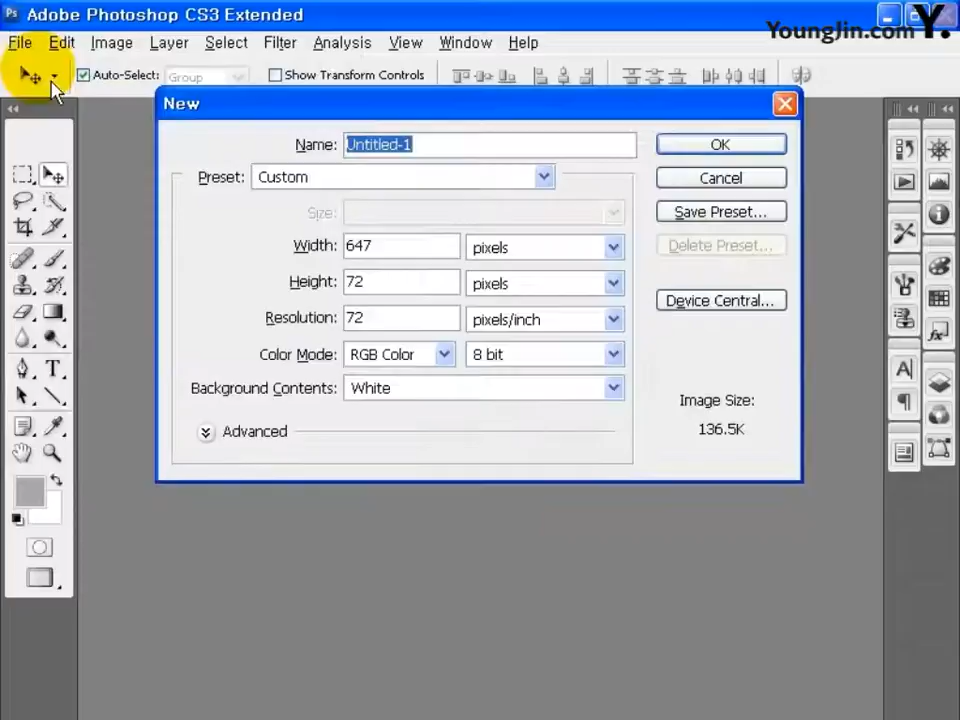 Ps Adobe Photoshop CS3 Extended
YoungJin.com Y.
File Edit Image Layer Select Filter Analysis View Window Help
Auto-Select: Group Show Transform Controls
New
Name: Untitled-1 OK
Preset: Custom Cancel
Size: Save Preset...
Width: 647 pixels Delete Preset...
Height: 72 pixels
Device Central...
Resolution: 72 pixels/inch
Color Mode: RGB Color 8 bit
Background Contents: White
Image Size:
136.5K
Advanced